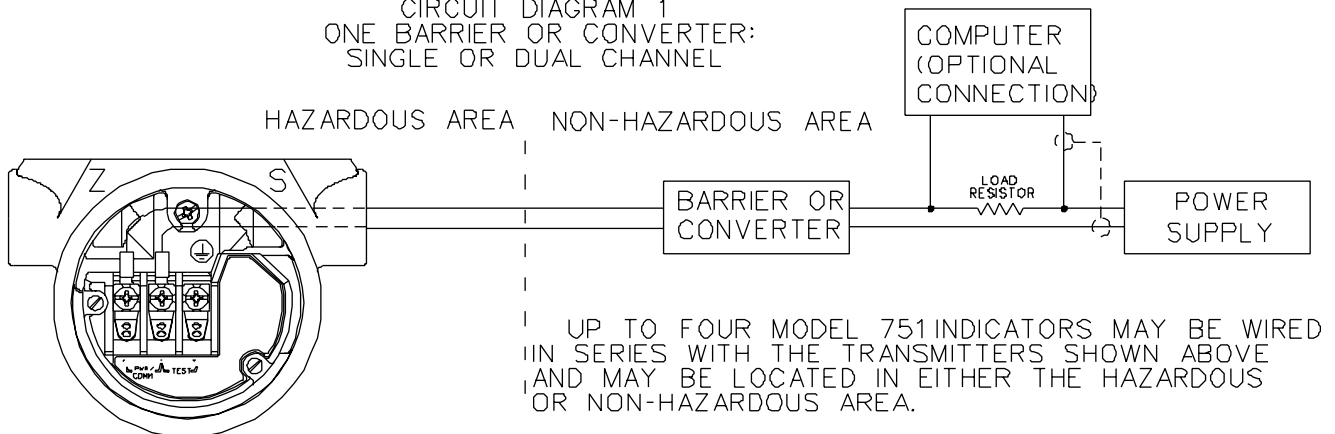 CIRCUIT DIAGRAM 1
ONE BARRIER OR CONVERTER:
SINGLE OR DUAL CHANNEL
COMPUTER
(OPTIONAL
CONNECTION)
HAZARDOUS AREA
NON-HAZARDOUS AREA
Z
S
BARRIER OR
CONVERTER
LOAD
RESISTOR
POWER
SUPPLY
PWR/
COMM
TEST
UP TO FOUR MODEL 751 INDICATORS MAY BE WIRED
IN SERIES WITH THE TRANSMITTERS SHOWN ABOVE
AND MAY BE LOCATED IN EITHER THE HAZARDOUS
OR NON-HAZARDOUS AREA.